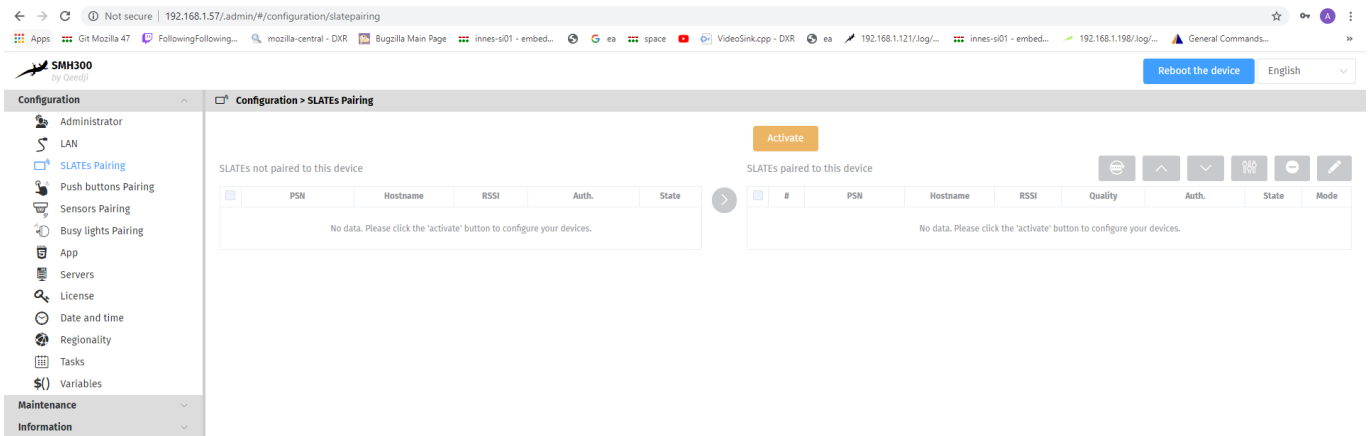 Not secure | 192.168.1.57/.admin/#/configuration/slatepairing
Apps Git Mozilla 47 FollowingFollowing... mozilla-central - DXR Bugzilla Main Page innes-si01 - embed... G ea space VideoSink.cpp - DXR ea 192.168.1.121/.log/... innes-si01 - embed... 192.168.1.198/.log/... General Commands... »
SMH300
by Qeedji
Reboot the device English
Configuration
Configuration > SLATEs Pairing
Administrator
LAN
SLATEs Pairing
Push buttons Pairing
Sensors Pairing
Busy lights Pairing
App
Servers
License
Date and time
Regionality
Tasks
$() Variables
Maintenance
Information
Activate
SLATEs not paired to this device
PSN Hostname RSSI Auth. State
No data. Please click the 'activate' button to configure your devices.
SLATEs paired to this device
# PSN Hostname RSSI Quality Auth. State Mode
No data. Please click the 'activate' button to configure your devices.